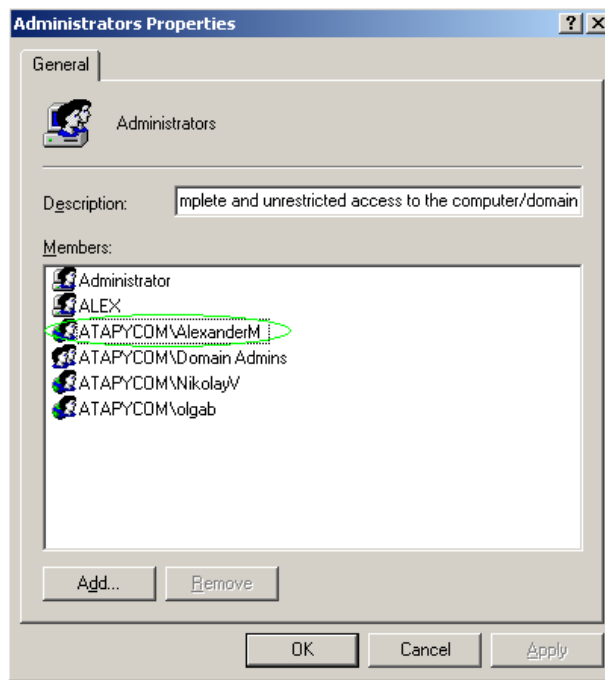 Administrators Properties
General
Administrators
Description: mplete and unrestricted access to the computer/domain
Members:
Administrator
ALEX
ATAPYCOM\AlexanderM
ATAPYCOM\Domain Admins
ATAPYCOM\NikolayV
ATAPYCOM\olgab
Add... Remove
OK Cancel Apply